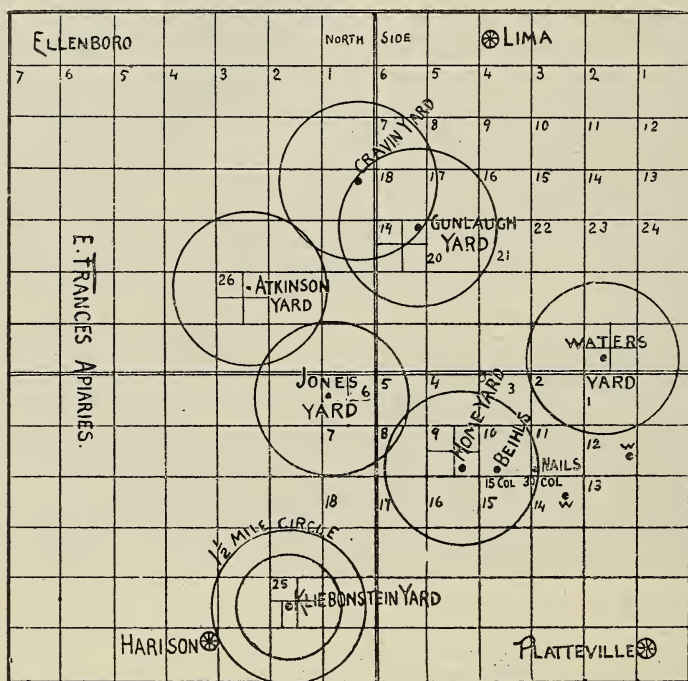 ELLENBORO NORTH SIDE LIMA
7 6 5 4 3 2 1 6 5 4 3 2 1
7 8 9 10 11 12
CRAVIN YARD
18 17 16 15 14 13
14 GUNLAUGH 22 23 24
YARD
20 21
E. FRANCES APIARIES.
26 ATKINSON
YARD
WATERS
YARD
JONES 6 5 4 3 3 2 1
YARD
7 8 9 10 11 12 W
HOME YARD
BEIHLS
NAILS
15 COL 30 COL
18 17 16 15 14 13
W
1½ MILE CIRCLE
25
KLIEBONSTEIN YARD
HARISON
PLATTEVILLE